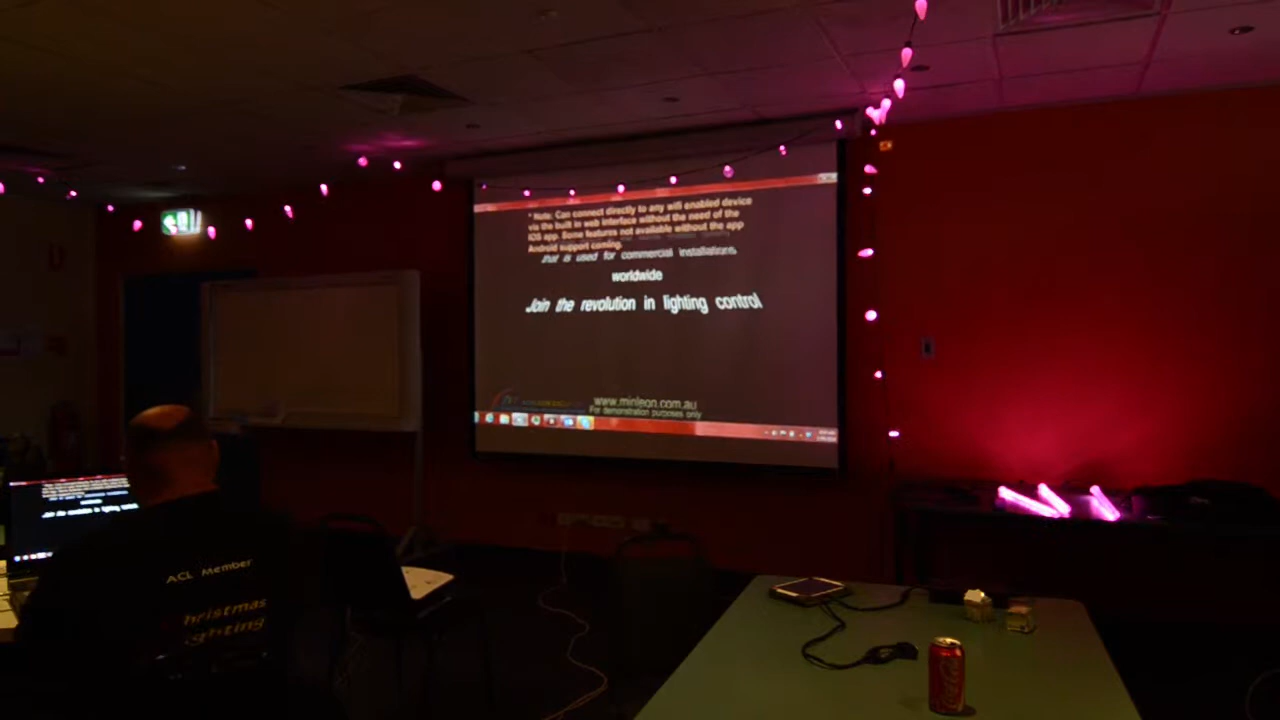 * Note: Can connect directly to any wifi enabled device
via the built in web interface without the need of the
iOS app. Some features not available without the app
Android support coming.
that is used for commercial installations.
worldwide
Join the revolution in lighting control
www.minleon.com.au
For demonstration purposes only
ACL Member
hristmas
ighting
Coca-Cola